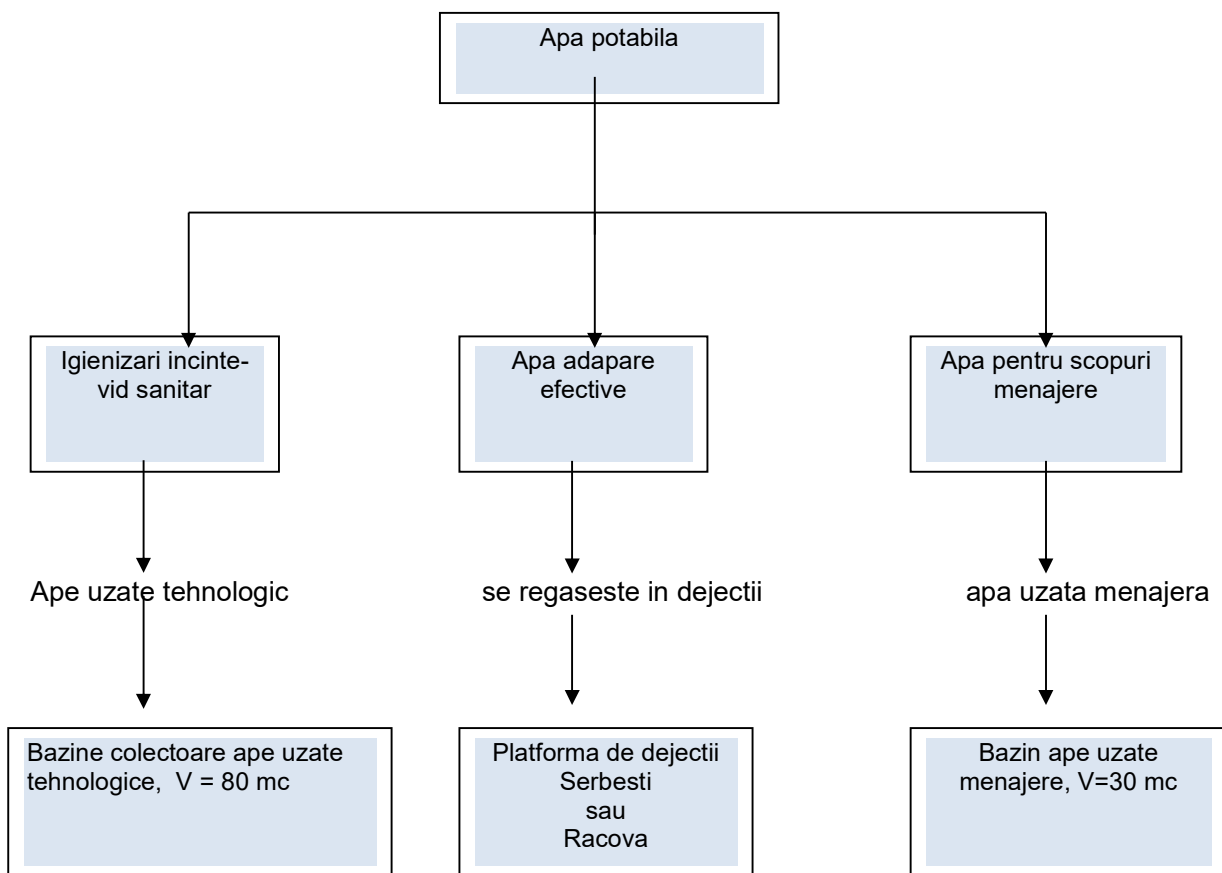 Apa potabila
Igienizari incinte-
vid sanitar
Apa adapare
efective
Apa pentru scopuri
menajere
Ape uzate tehnologic
se regaseste in dejectii
apa uzata menajera
Bazine colectoare ape uzate
tehnologice, V = 80 mc
Platforma de dejectii
Serbesti
sau
Racova
Bazin ape uzate
menajere, V=30 mc